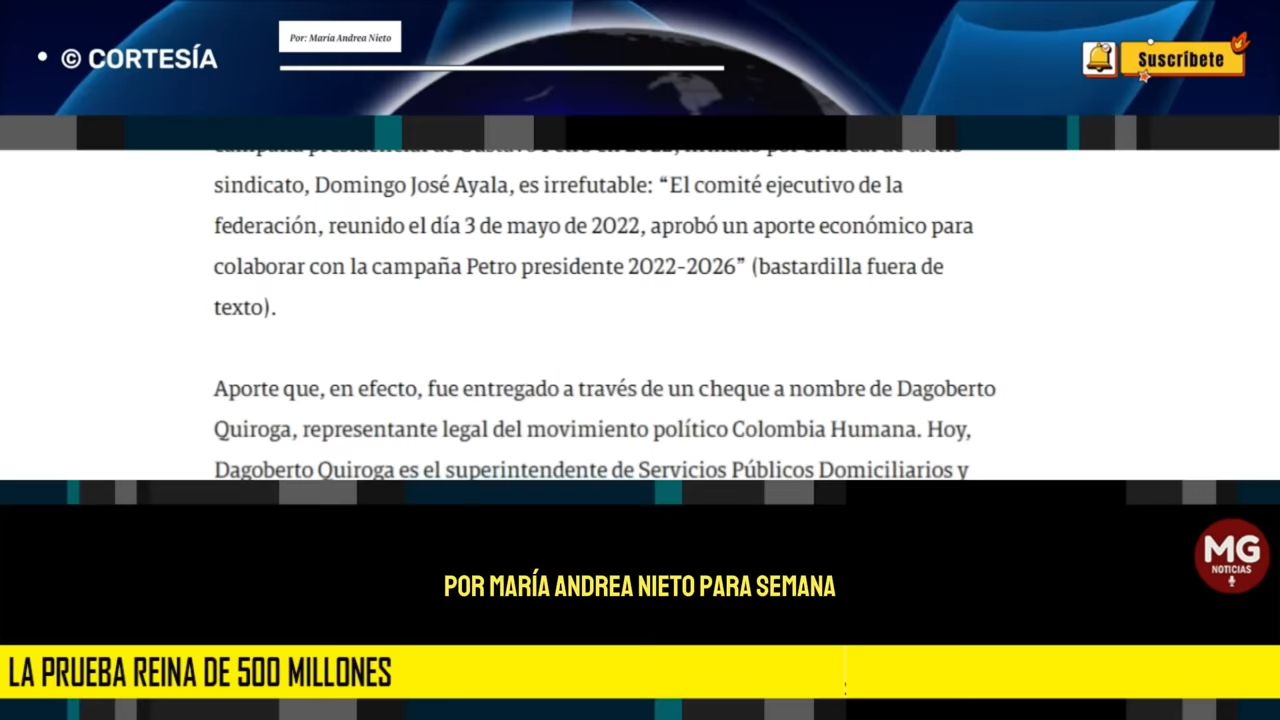 Por: María Andrea Nieto
• © CORTESÍA
Suscríbete
campaña presidencial de Gustavo Petro en 2022, firmado por el fiscal de dicho
sindicato, Domingo José Ayala, es irrefutable: “El comité ejecutivo de la
federación, reunido el día 3 de mayo de 2022, aprobó un aporte económico para
colaborar con la campaña Petro presidente 2022-2026” (bastardilla fuera de
texto).
Aporte que, en efecto, fue entregado a través de un cheque a nombre de Dagoberto
Quiroga, representante legal del movimiento político Colombia Humana. Hoy,
Dagoberto Quiroga es el superintendente de Servicios Públicos Domiciliarios y
MG
NOTICIAS
POR MARÍA ANDREA NIETO PARA SEMANA
LA PRUEBA REINA DE 500 MILLONES